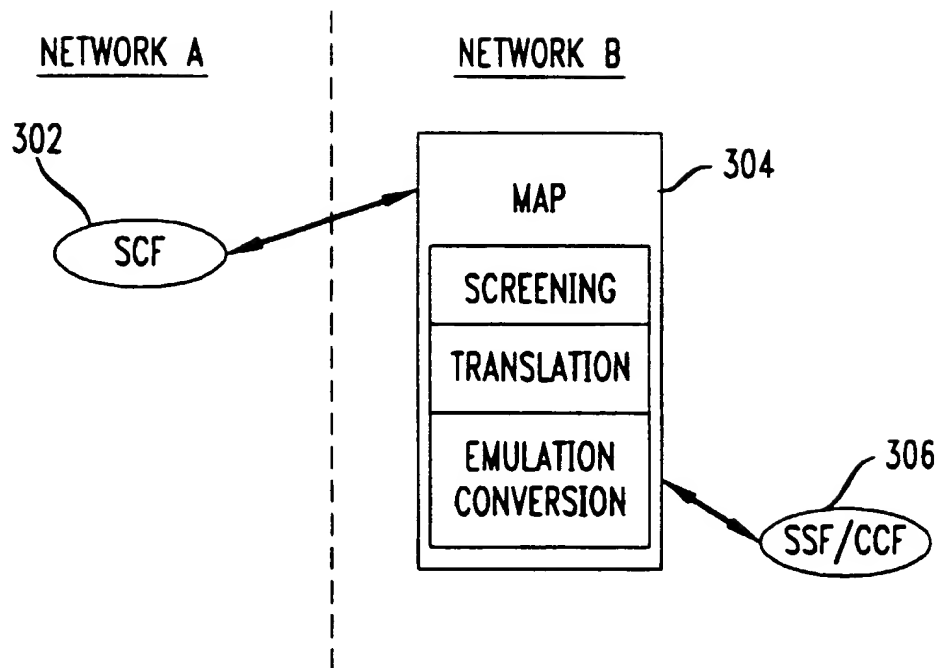 NETWORK A
NETWORK B
302
304
MAP
SCF
SCREENING
TRANSLATION
EMULATION
CONVERSION
306
SSF/CCF